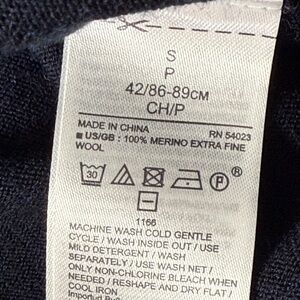 S
P
42/86-89CM
CH/P
MADE IN CHINA RN 54023
■ US/GB : 100% MERINO EXTRA FINE
WOOL
30 P ®
1166
MACHINE WASH COLD GENTLE
CYCLE / WASH INSIDE OUT / USE
MILD DETERGENT / WASH
SEPARATELY / USE WASH NET /
ONLY NON-CHLORINE BLEACH WHEN
NEEDED / RESHAPE AND DRY FLAT /
COOL IRON
Imported